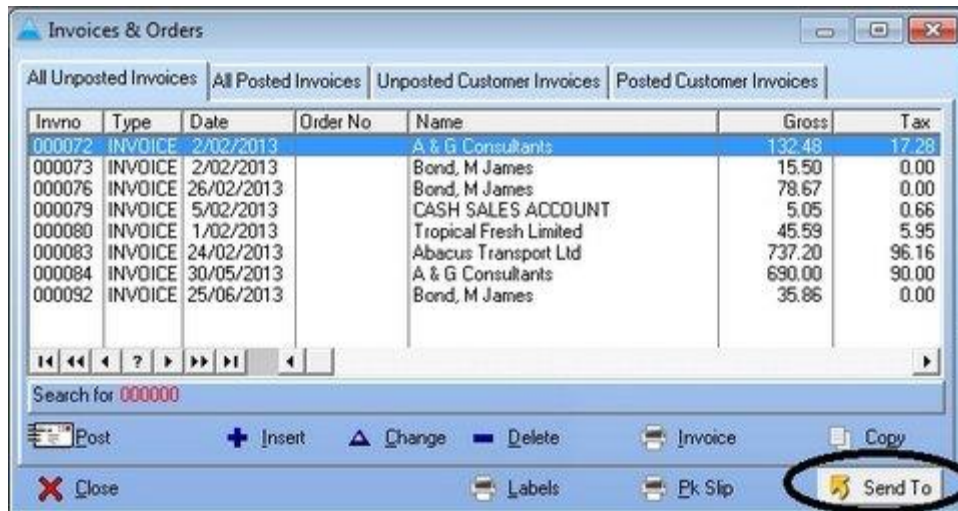 Invoices & Orders
All Unposted Invoices All Posted Invoices Unposted Customer Invoices Posted Customer Invoices
Invno Type Date Order No Name Gross Tax
000072 INVOICE 2/02/2013 A & G Consultants 132.48 17.28
000073 INVOICE 2/02/2013 Bond, M James 15.50 0.00
000076 INVOICE 26/02/2013 Bond, M James 78.67 0.00
000079 INVOICE 5/02/2013 CASH SALES ACCOUNT 5.05 0.66
000080 INVOICE 1/02/2013 Tropical Fresh Limited 45.59 5.95
000083 INVOICE 24/02/2013 Abacus Transport Ltd 737.20 96.16
000084 INVOICE 30/05/2013 A & G Consultants 690.00 90.00
000092 INVOICE 25/06/2013 Bond, M James 35.86 0.00
?
Search for 000000
Post Insert Change Delete Invoice Copy
Close Labels Pk Slip Send To